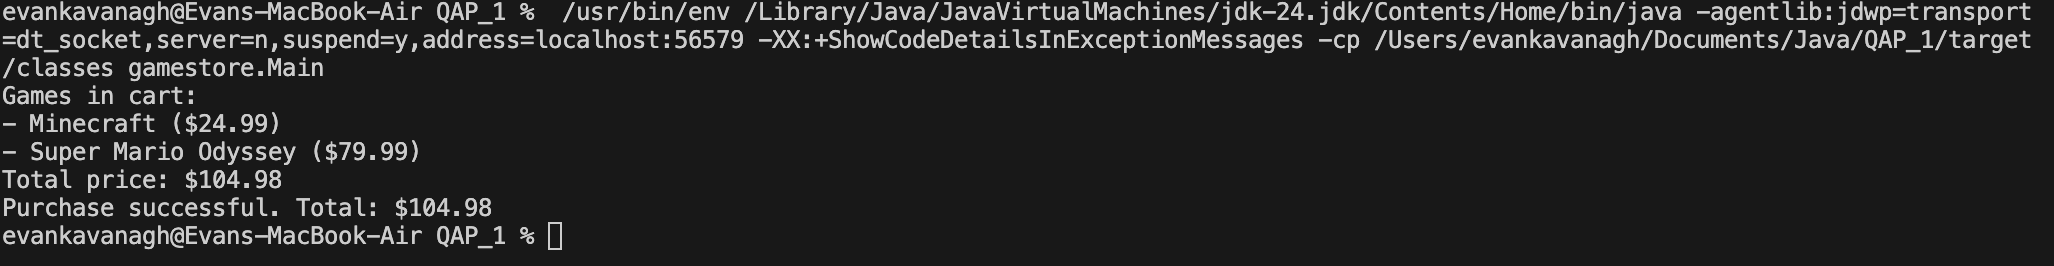 evankavanagh@Evans-MacBook-Air QAP_1 %  /usr/bin/env /Library/Java/JavaVirtualMachines/jdk-24.jdk/Contents/Home/bin/java -agentlib:jdwp=transport
=dt_socket,server=n,suspend=y,address=localhost:56579 -XX:+ShowCodeDetailsInExceptionMessages -cp /Users/evankavanagh/Documents/Java/QAP_1/target
/classes gamestore.Main
Games in cart:
- Minecraft ($24.99)
- Super Mario Odyssey ($79.99)
Total price: $104.98
Purchase successful. Total: $104.98
evankavanagh@Evans-MacBook-Air QAP_1 %